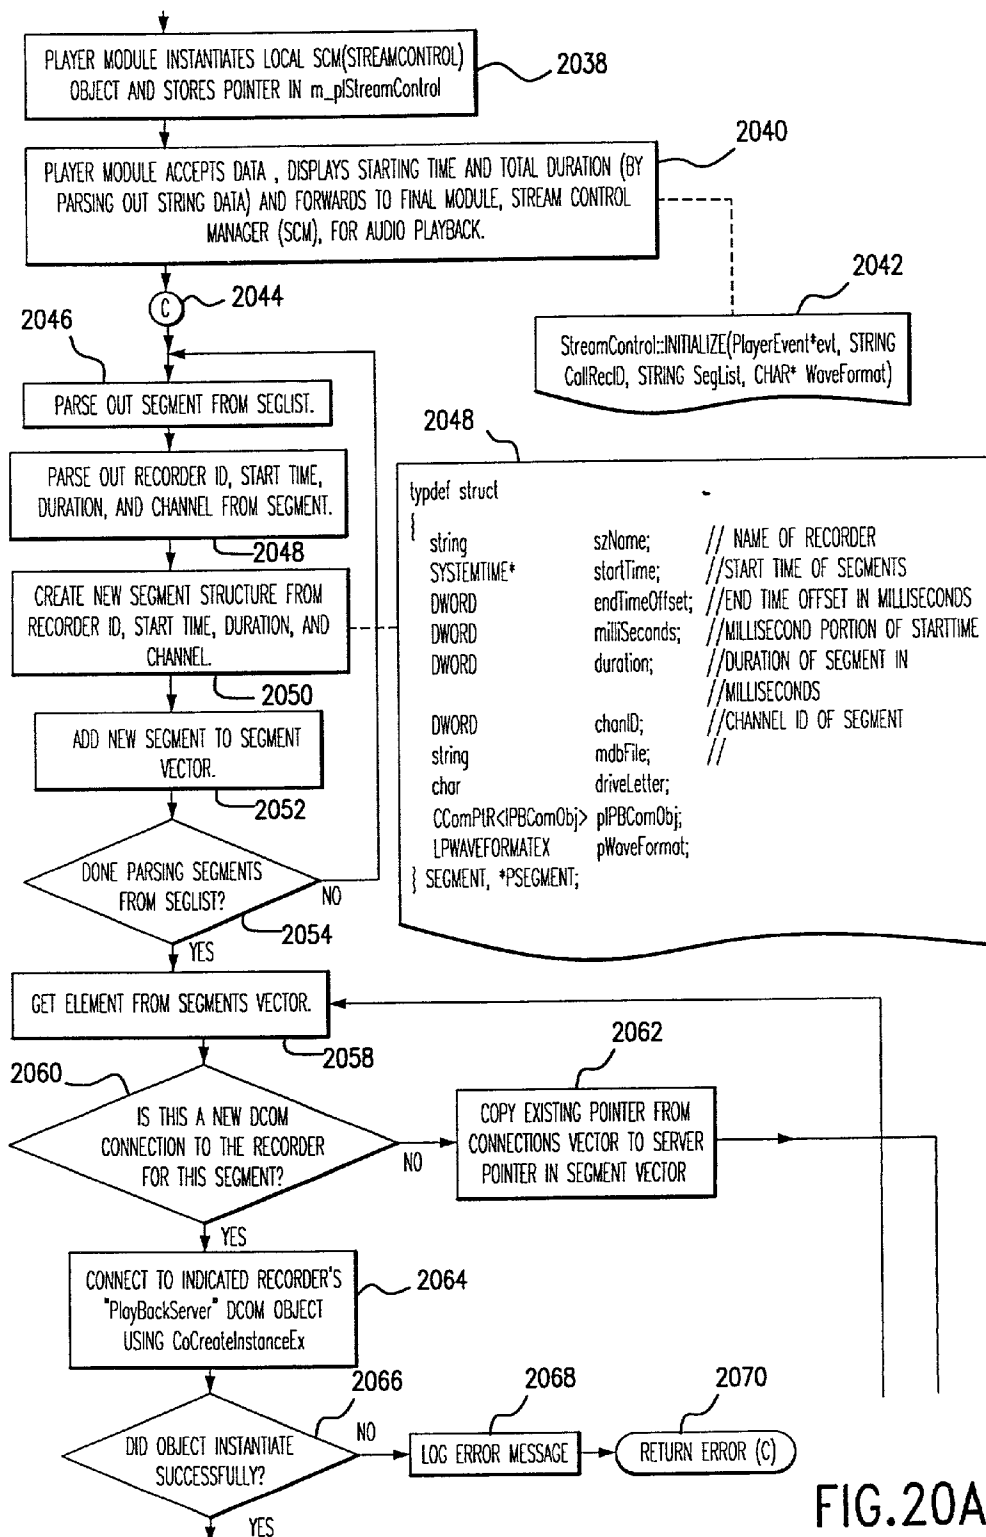 PLAYER MODULE INSTANTIATES LOCAL SCM(STREAMCONTROL)
OBJECT AND STORES POINTER IN m_plStreamControl
2038
2040
PLAYER MODULE ACCEPTS DATA , DISPLAYS STARTING TIME AND TOTAL DURATION (BY
PARSING OUT STRING DATA) AND FORWARDS TO FINAL MODULE, STREAM CONTROL
MANAGER (SCM), FOR AUDIO PLAYBACK.
C
2044
2042
StreamControl::INITIALIZE(PlayerEvent*evt, STRING
CallRecID, STRING SegList, CHAR* WaveFormat)
2046
PARSE OUT SEGMENT FROM SEGLIST.
PARSE OUT RECORDER ID, START TIME,
DURATION, AND CHANNEL FROM SEGMENT.
2048
CREATE NEW SEGMENT STRUCTURE FROM
RECORDER ID, START TIME, DURATION, AND
CHANNEL.
2050
ADD NEW SEGMENT TO SEGMENT
VECTOR.
2052
DONE PARSING SEGMENTS
FROM SEGLIST?
NO
2054
YES
2048
typdef struct
{
string szName; // NAME OF RECORDER
SYSTEMTIME* startTime; //START TIME OF SEGMENTS
DWORD endTimeOffset; //END TIME OFFSET IN MILLISECONDS
DWORD milliSeconds; //MILLISECOND PORTION OF STARTTIME
DWORD duration; //DURATION OF SEGMENT IN
//MILLISECONDS
DWORD chanID; //CHANNEL ID OF SEGMENT
string mdbFile; //
char driveLetter;
CComPtR<IPBComObj> pIPBComObj;
LPWAVEFORMATEX pWaveFormat;
} SEGMENT, *PSEGMENT;
GET ELEMENT FROM SEGMENTS VECTOR.
2058
2060
IS THIS A NEW DCOM
CONNECTION TO THE RECORDER
FOR THIS SEGMENT?
NO
YES
2062
COPY EXISTING POINTER FROM
CONNECTIONS VECTOR TO SERVER
POINTER IN SEGMENT VECTOR
CONNECT TO INDICATED RECORDER'S
"PlayBackServer" DCOM OBJECT
USING CoCreateInstanceEx
2064
2066
DID OBJECT INSTANTIATE
SUCCESSFULLY?
NO
YES
2068
LOG ERROR MESSAGE
2070
RETURN ERROR (C)
FIG.20A